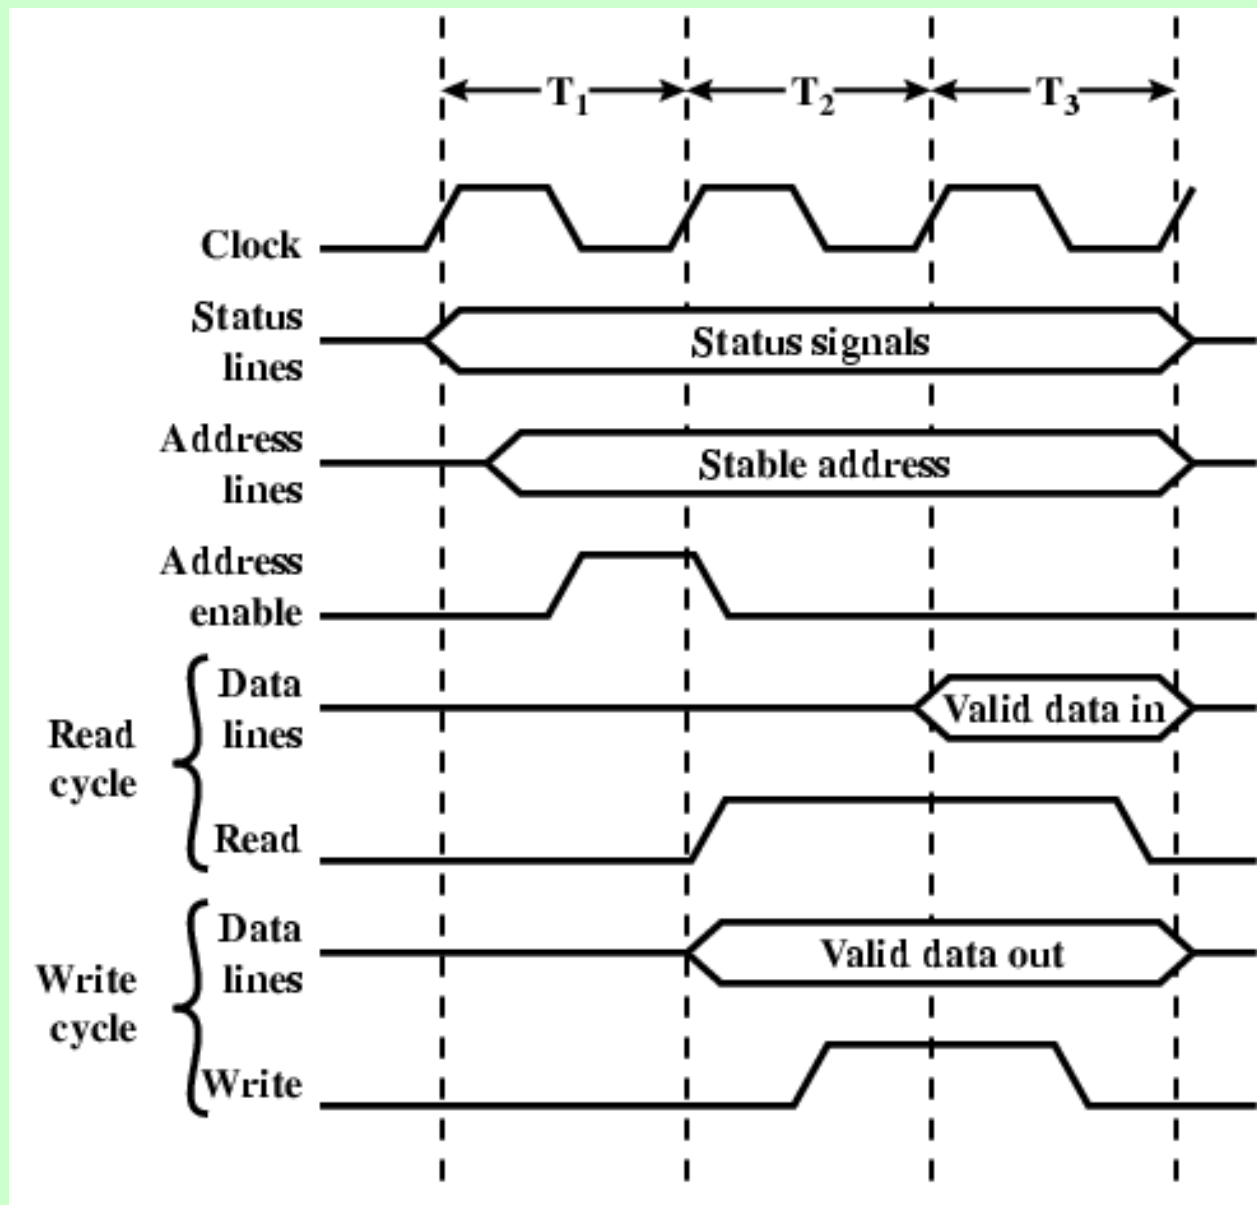 T1 T2 T3
Clock
Status
lines
Status signals
Address
lines
Stable address
Address
enable
Read
cycle
Data
lines
Valid data in
Read
Write
cycle
Data
lines
Valid data out
Write